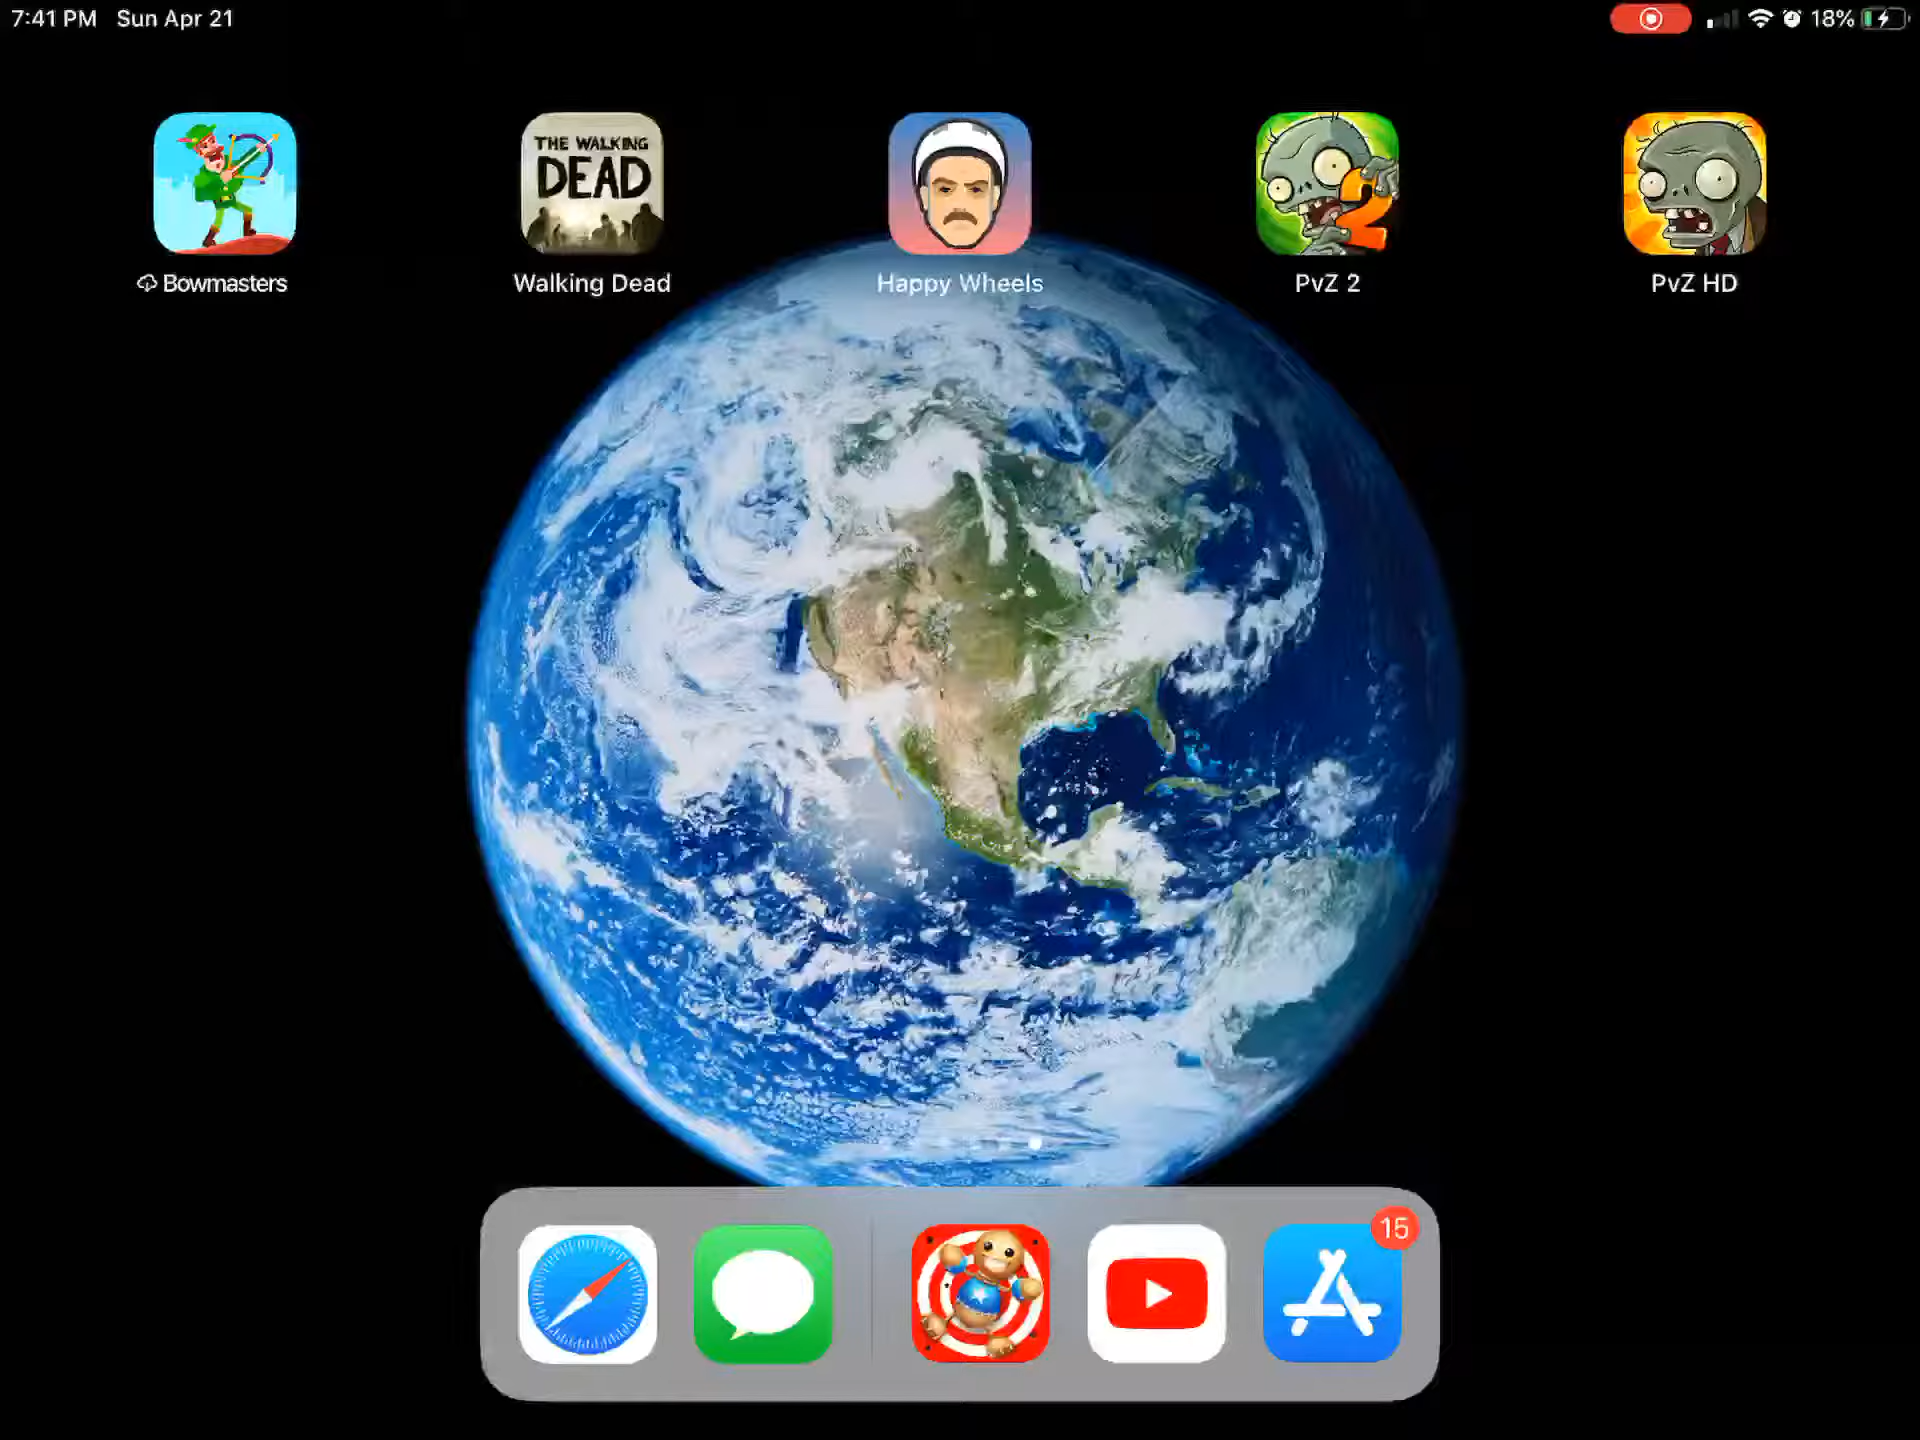 7:41 PM Sun Apr 21
18%
THE WALKING
DEAD
2
Bowmasters
Walking Dead
Happy Wheels
PvZ 2
PvZ HD
15